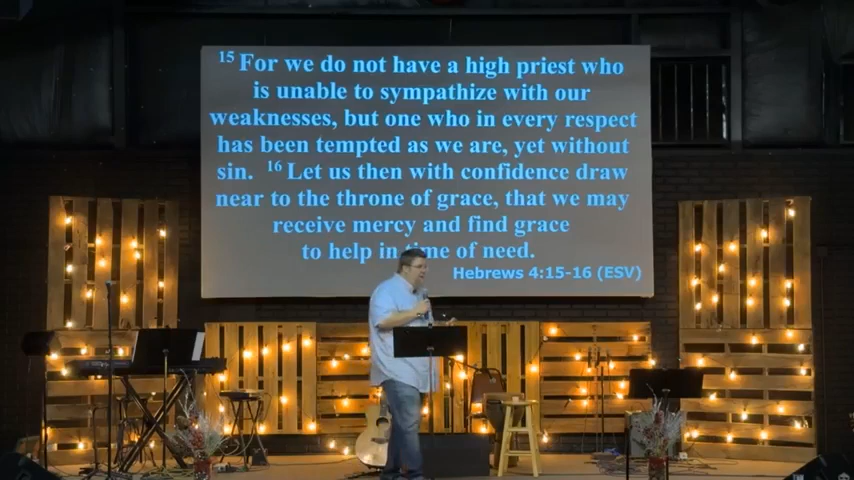 15 For we do not have a high priest who
is unable to sympathize with our
weaknesses, but one who in every respect
has been tempted as we are, yet without
sin. 16 Let us then with confidence draw
near to the throne of grace, that we may
receive mercy and find grace
to help in time of need.
Hebrews 4:15-16 (ESV)